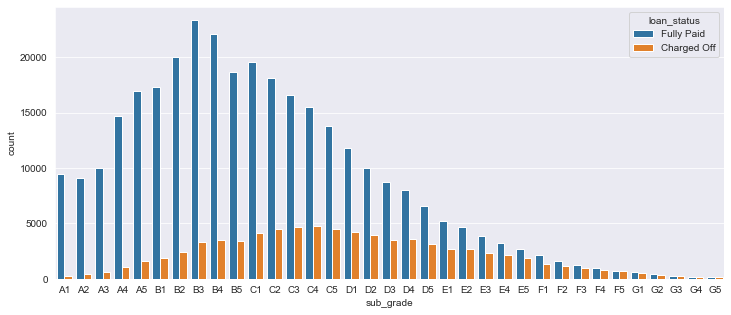 loan_status
Fully Paid
Charged Off
20000
15000
10000
5000
0
count
A1 A2 A3 A4 A5 B1 B2 B3 B4 B5 C1 C2 C3 C4 C5 D1 D2 D3 D4 D5 E1 E2 E3 E4 E5 F1 F2 F3 F4 F5 G1 G2 G3 G4 G5
sub_grade